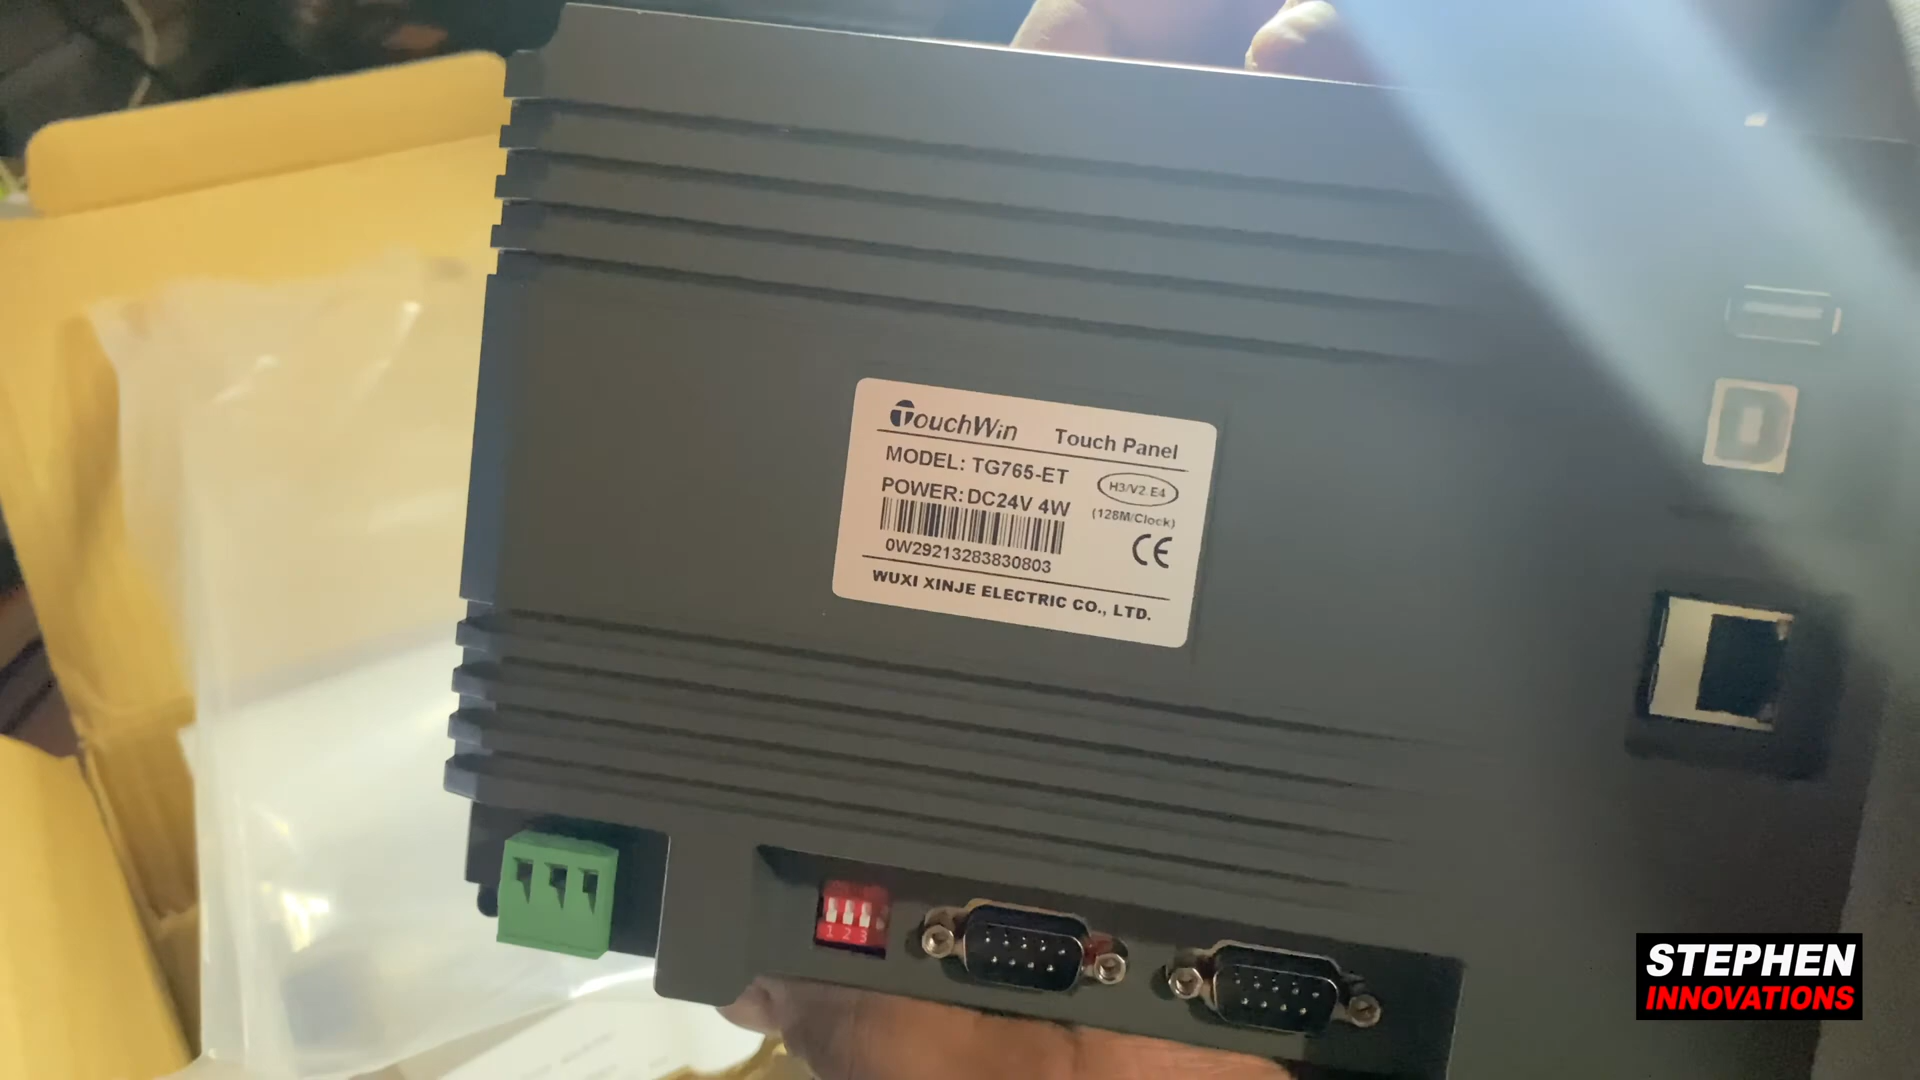 TouchWin Touch Panel
MODEL: TG765-ET
H3/V2.E4
POWER: DC24V 4W
(128M/Clock)
0W29213283830803
CE
WUXI XINJE ELECTRIC CO., LTD.
1 2 3
STEPHEN
INNOVATIONS